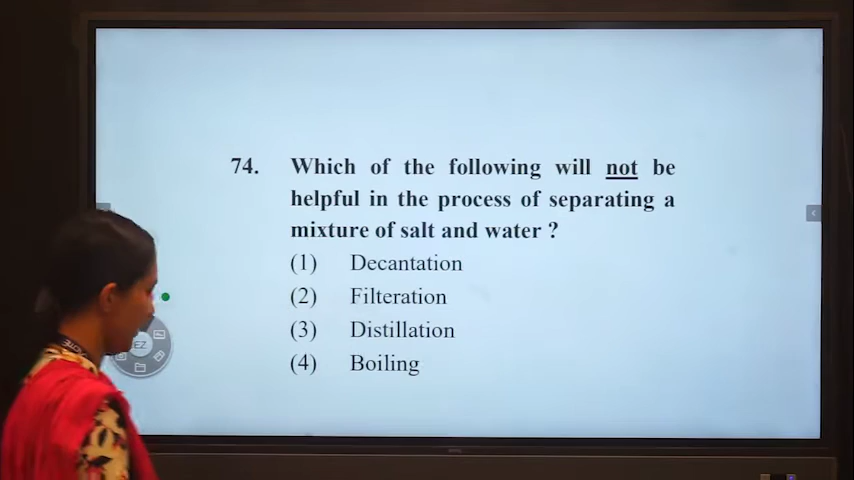 74. Which of the following will not be
helpful in the process of separating a
mixture of salt and water ?
(1) Decantation
(2) Filteration
(3) Distillation
(4) Boiling
EZ